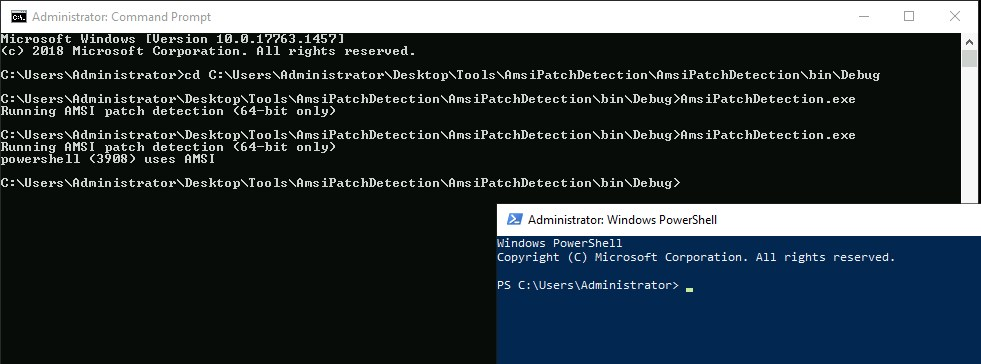 Administrator: Command Prompt
Microsoft Windows [Version 10.0.17763.1457]
(c) 2018 Microsoft Corporation. All rights reserved.
C:\Users\Administrator>cd C:\Users\Administrator\Desktop\Tools\AmsiPatchDetection\AmsiPatchDetection\bin\Debug
C:\Users\Administrator\Desktop\Tools\AmsiPatchDetection\AmsiPatchDetection\bin\Debug>AmsiPatchDetection.exe
Running AMSI patch detection (64-bit only)
C:\Users\Administrator\Desktop\Tools\AmsiPatchDetection\AmsiPatchDetection\bin\Debug>AmsiPatchDetection.exe
Running AMSI patch detection (64-bit only)
powershell (3908) uses AMSI
C:\Users\Administrator\Desktop\Tools\AmsiPatchDetection\AmsiPatchDetection\bin\Debug>
Administrator: Windows PowerShell
Windows PowerShell
Copyright (C) Microsoft Corporation. All rights reserved.
PS C:\Users\Administrator>